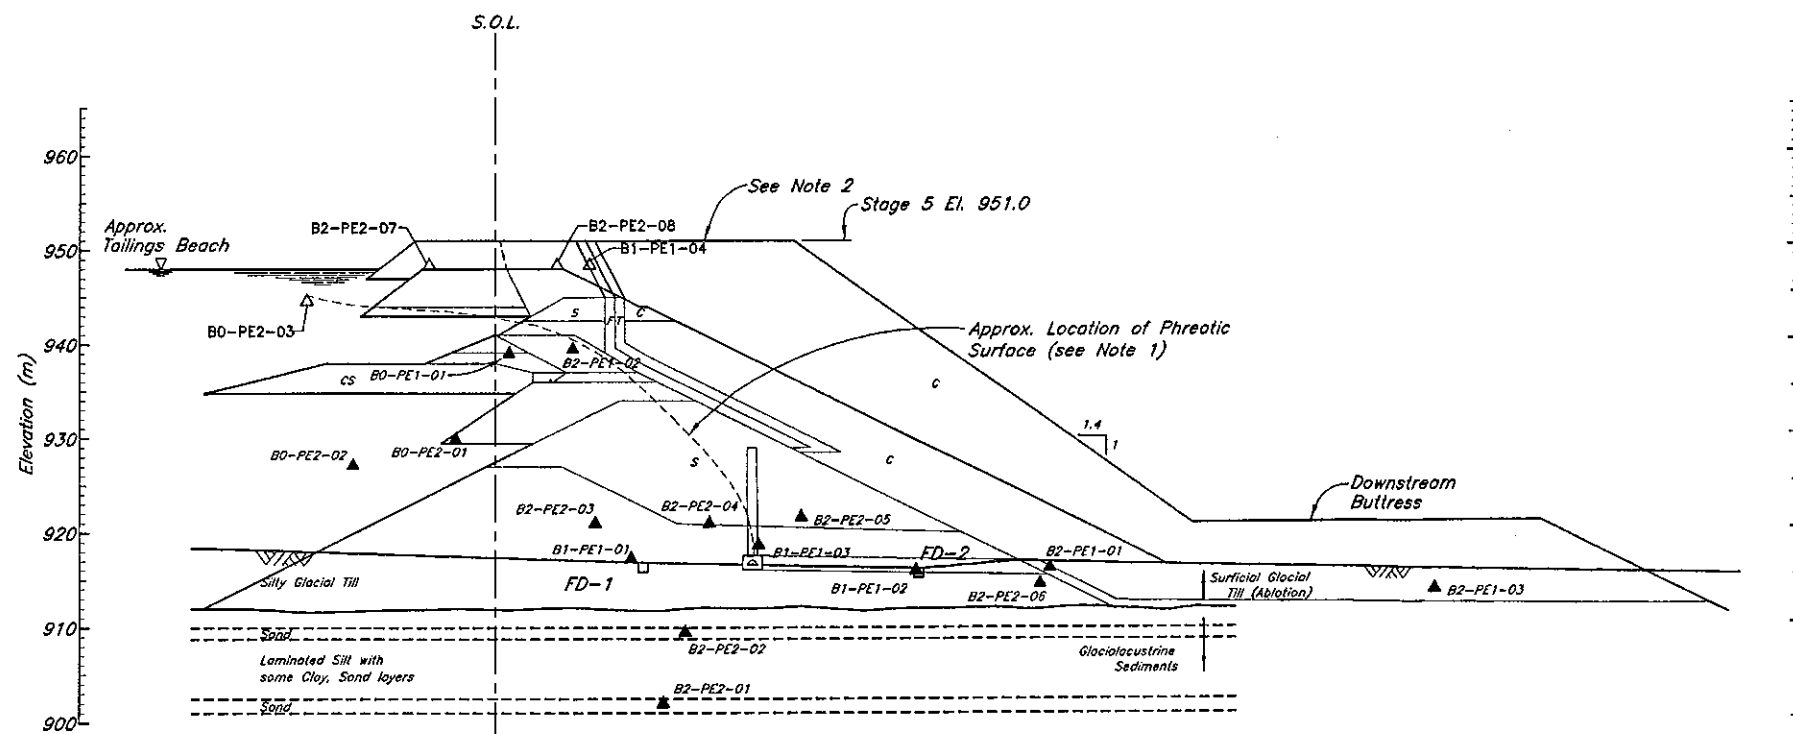 S.O.L.
960
See Note 2
Stage 5 El. 951.0
Approx.
Tailings Beach
B2-PE2-07
B2-PE2-08
950
B1-PE1-04
S
C
F
T
B0-PE2-03
Approx. Location of Phreatic
Surface (see Note 1)
940
B0-PE1-01
B2-PE1-02
CS
C
Elevation (m)
1.4
1
930
B0-PE2-02
B0-PE2-01
S
C
Downstream
Buttress
B2-PE2-03
B2-PE2-04
B2-PE2-05
920
B1-PE1-01
B1-PE1-03
FD-2
B2-PE1-01
Silty Glacial Till
FD-1
B1-PE1-02
B2-PE2-06
Surficial Glacial
Till (Ablation)
B2-PE1-03
910
Sand
B2-PE2-02
Laminated Silt with
some Clay, Sand layers
Glaciolacustrine
Sediments
B2-PE2-01
Sand
900